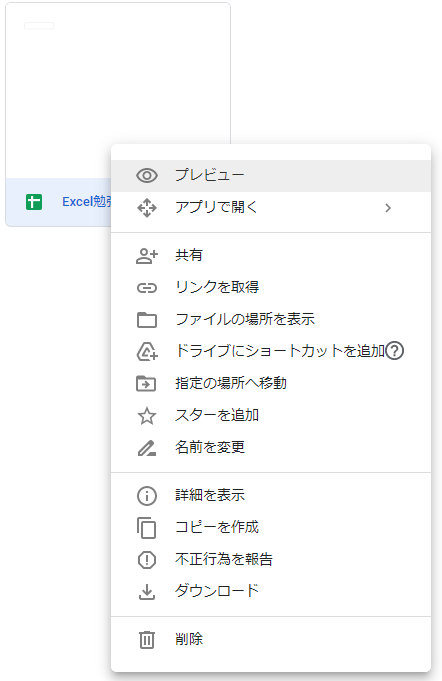 Excel勉
プレビュー
アプリで開く
共有
リンクを取得
ファイルの場所を表示
ドライブにショートカットを追加
指定の場所へ移動
スターを追加
名前を変更
詳細を表示
コピーを作成
不正行為を報告
ダウンロード
削除